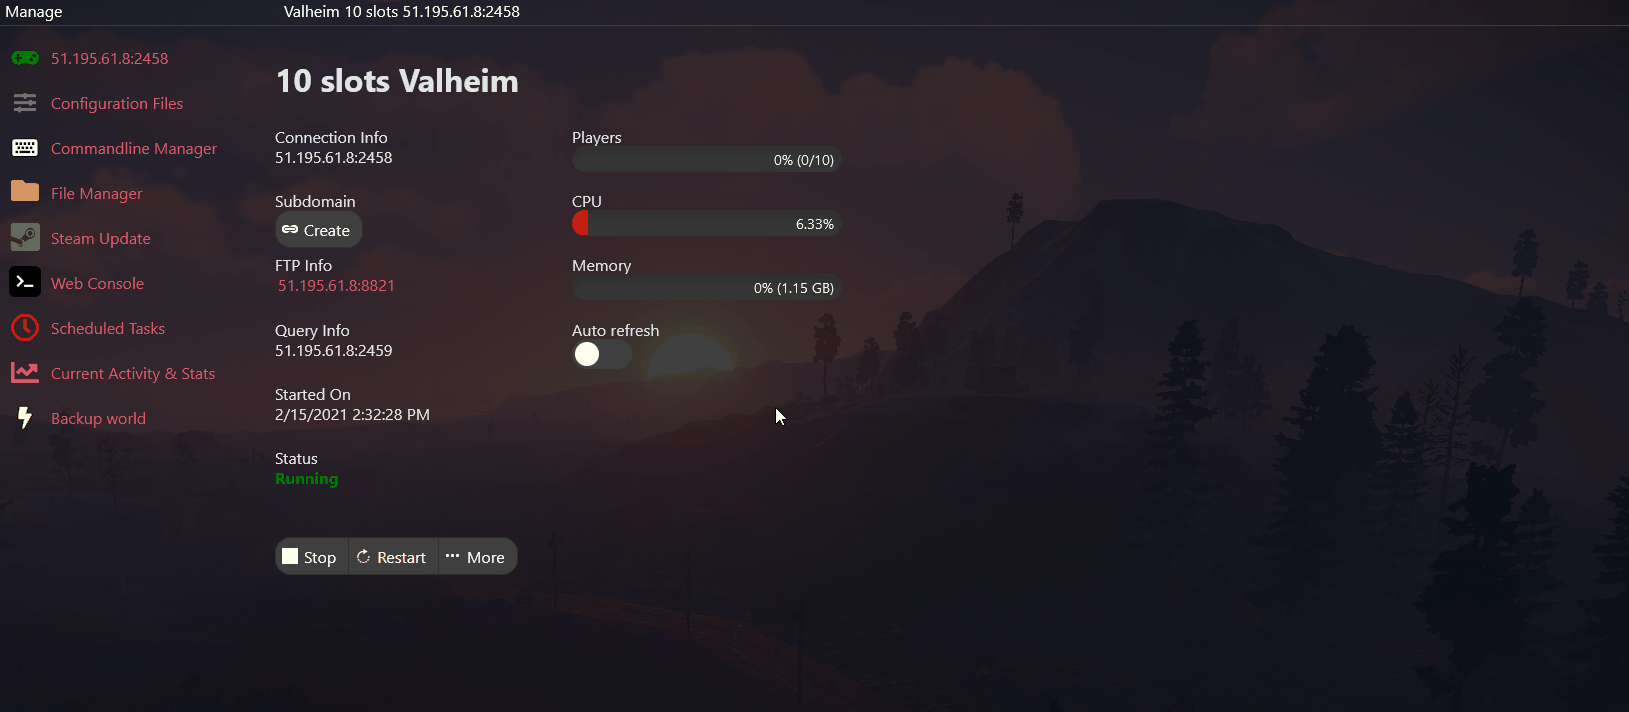 Manage
Valheim 10 slots 51.195.61.8:2458
51.195.61.8:2458
Configuration Files
Commandline Manager
File Manager
Steam Update
Web Console
Scheduled Tasks
Current Activity & Stats
Backup world
10 slots Valheim
Connection Info
51.195.61.8:2458
Subdomain
Create
FTP Info
51.195.61.8:8821
Query Info
51.195.61.8:2459
Started On
2/15/2021 2:32:28 PM
Status
Running
Players
0% (0/10)
CPU
6.33%
Memory
0% (1.15 GB)
Auto refresh
Stop
Restart
More